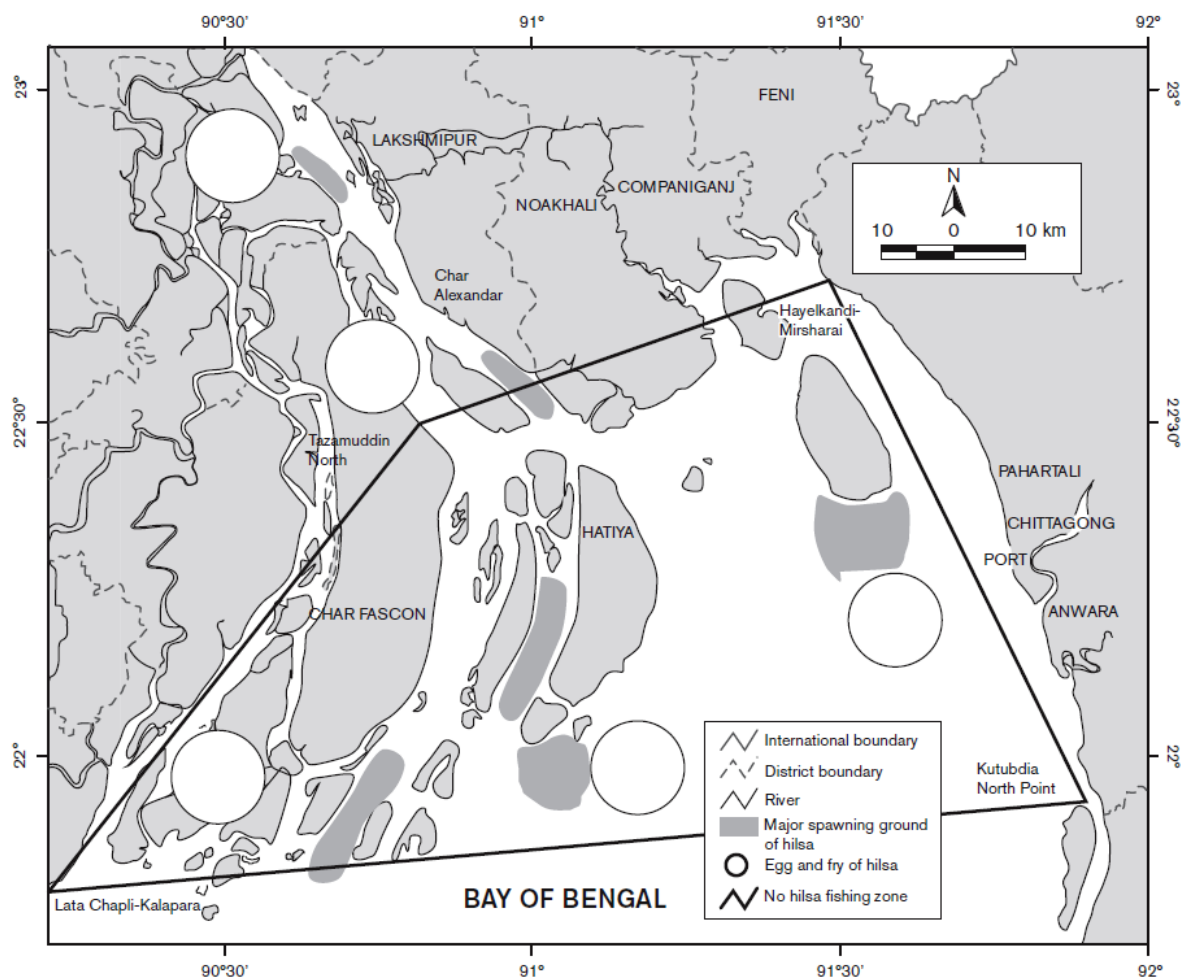 90°30'
91°
91°30'
92°
23°
23°
FENI
LAKSHMIPUR
COMPANIGANJ
NOAKHALI
N
10 0 10 km
Char
Alexandar
Hayelkandi-
Mirsharai
22°30'
22°30'
Tazamuddin
North
PAHARTALI
HATIYA
CHITTAGONG
PORT
CHAR FASCON
ANWARA
22°
22°
International boundary
District boundary
River
Major spawning ground
of hilsa
Egg and fry of hilsa
No hilsa fishing zone
Kutubdia
North Point
Lata Chapli-Kalapara
BAY OF BENGAL
90°30'
91°
91°30'
92°